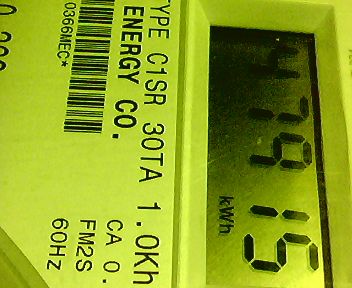 47915
kWh
TYPE C1SR 30TA 1.0Kh
ENERGY CO.
CA 0.
FM2S
60Hz
0366MEC*